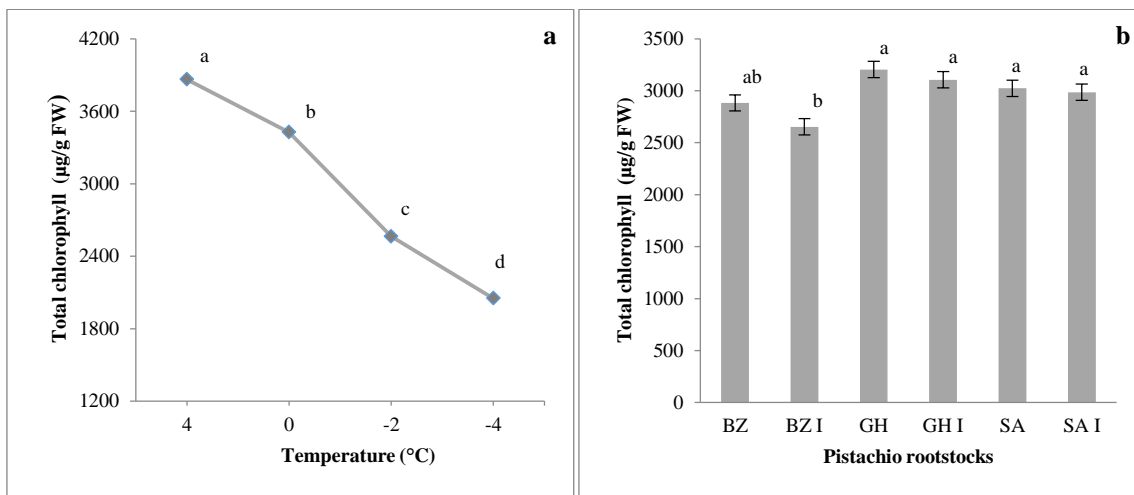 a
Total chlorophyll (µg/g FW)
4200
3600
3000
2400
1800
1200
a
b
c
d
4 0 -2 -4
Temperature (°C)
b
Total chlorophyll (µg/g FW)
3500
3000
2500
2000
1500
1000
500
0
ab
b
a
a
a
a
BZ BZ I GH GH I SA SA I
Pistachio rootstocks